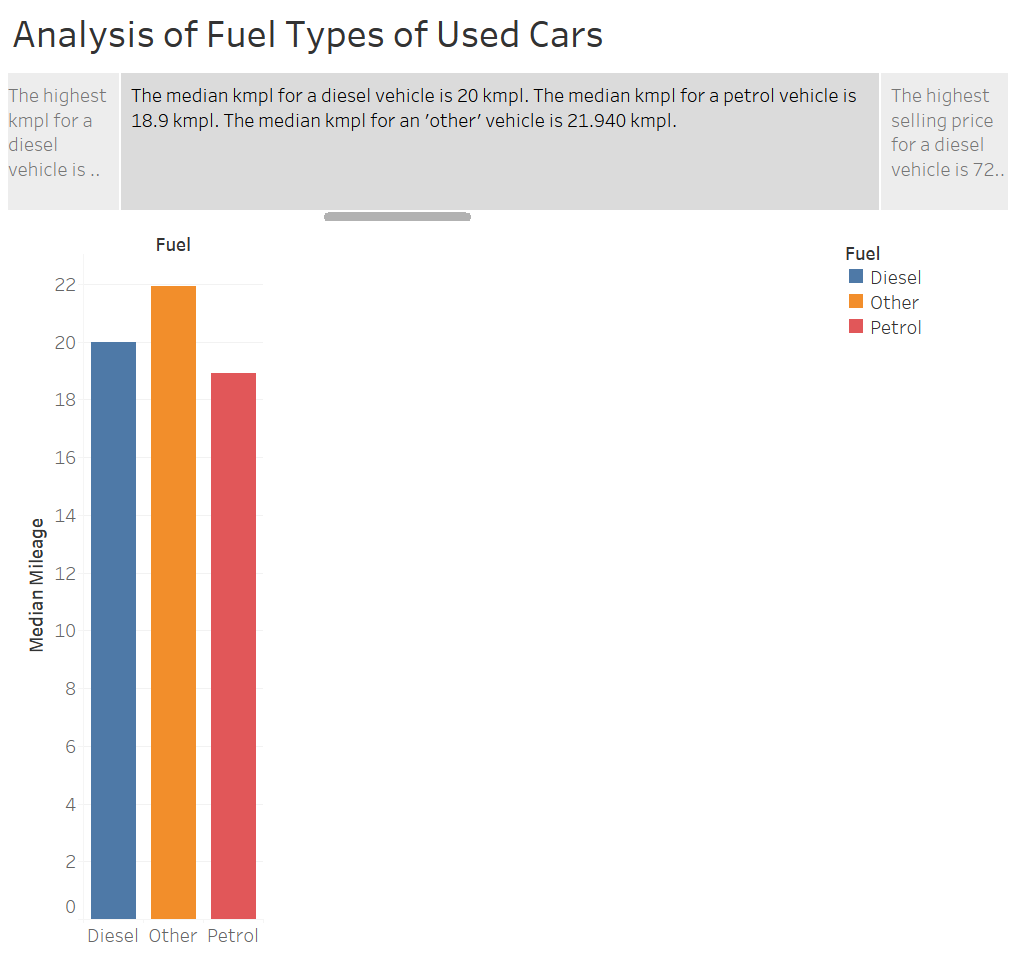 Analysis of Fuel Types of Used Cars
The highest
kmpl for a
diesel
vehicle is ..
The median kmpl for a diesel vehicle is 20 kmpl. The median kmpl for a petrol vehicle is
18.9 kmpl. The median kmpl for an ’other’ vehicle is 21.940 kmpl.
The highest
selling price
for a diesel
vehicle is 72..
Fuel
22
20
18
16
14
12
10
8
6
4
2
0
Median Mileage
Diesel Other Petrol
Fuel
Diesel
Other
Petrol